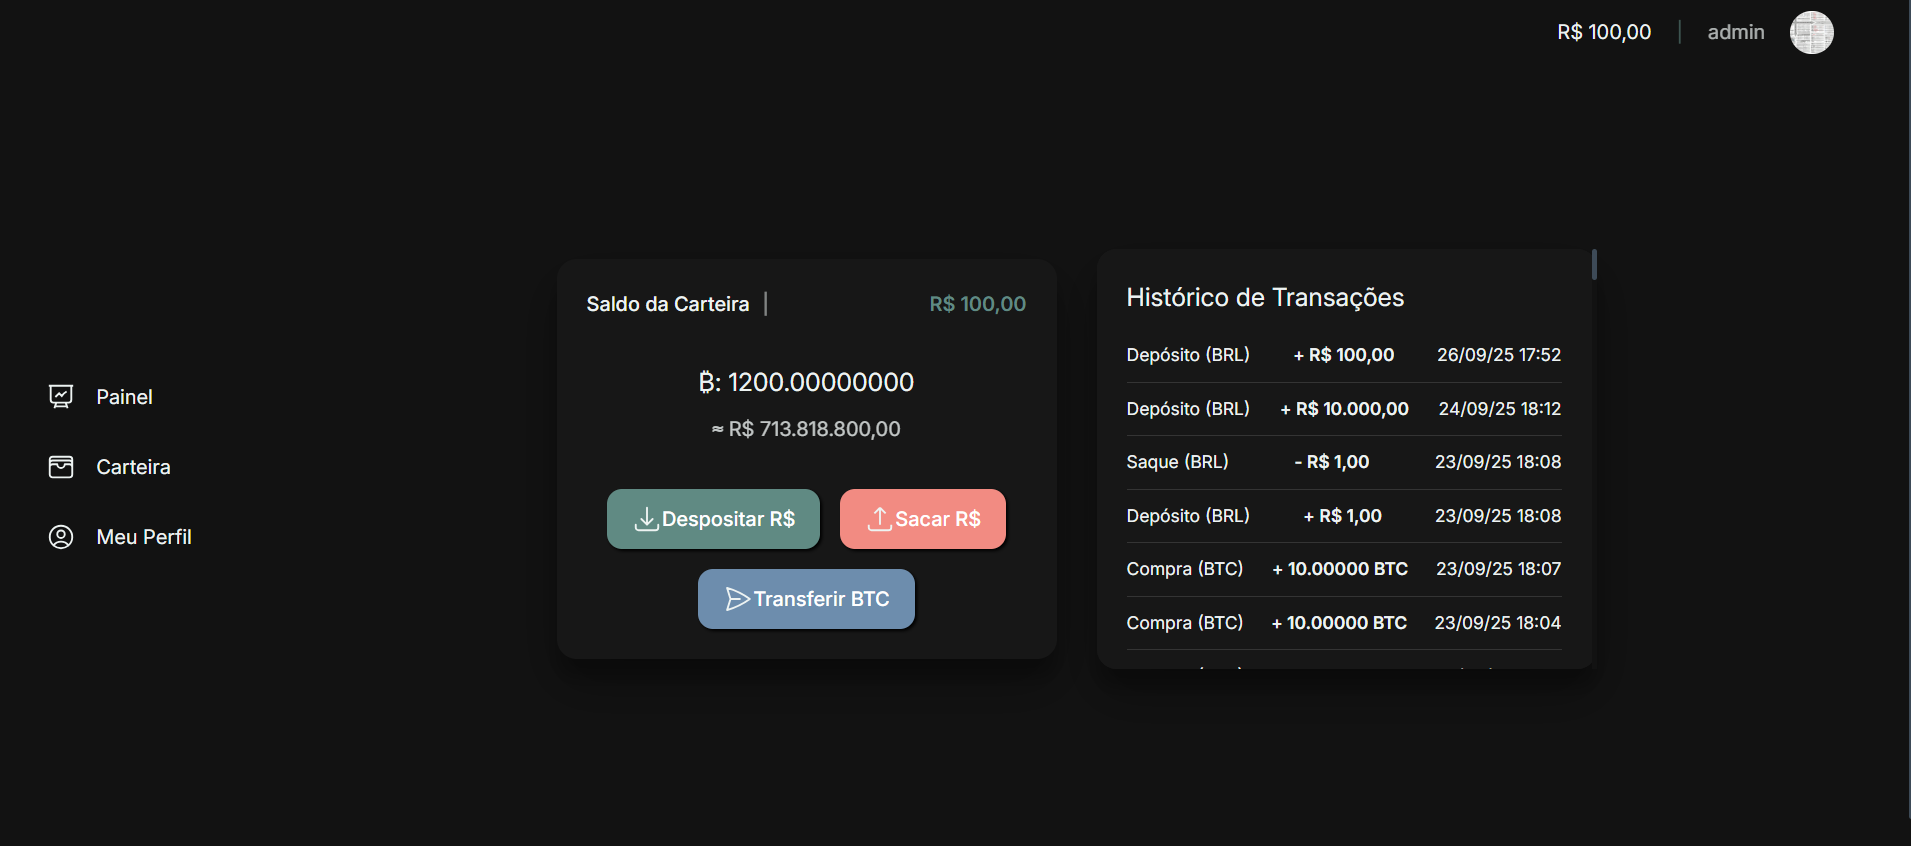 R$ 100,00 | admin
Painel
Carteira
Meu Perfil
Saldo da Carteira | R$ 100,00
₿: 1200.00000000
≈ R$ 713.818.800,00
Despositar R$
Sacar R$
Transferir BTC
Histórico de Transações
Depósito (BRL) + R$ 100,00 26/09/25 17:52
Depósito (BRL) + R$ 10.000,00 24/09/25 18:12
Saque (BRL) - R$ 1,00 23/09/25 18:08
Depósito (BRL) + R$ 1,00 23/09/25 18:08
Compra (BTC) + 10.00000 BTC 23/09/25 18:07
Compra (BTC) + 10.00000 BTC 23/09/25 18:04